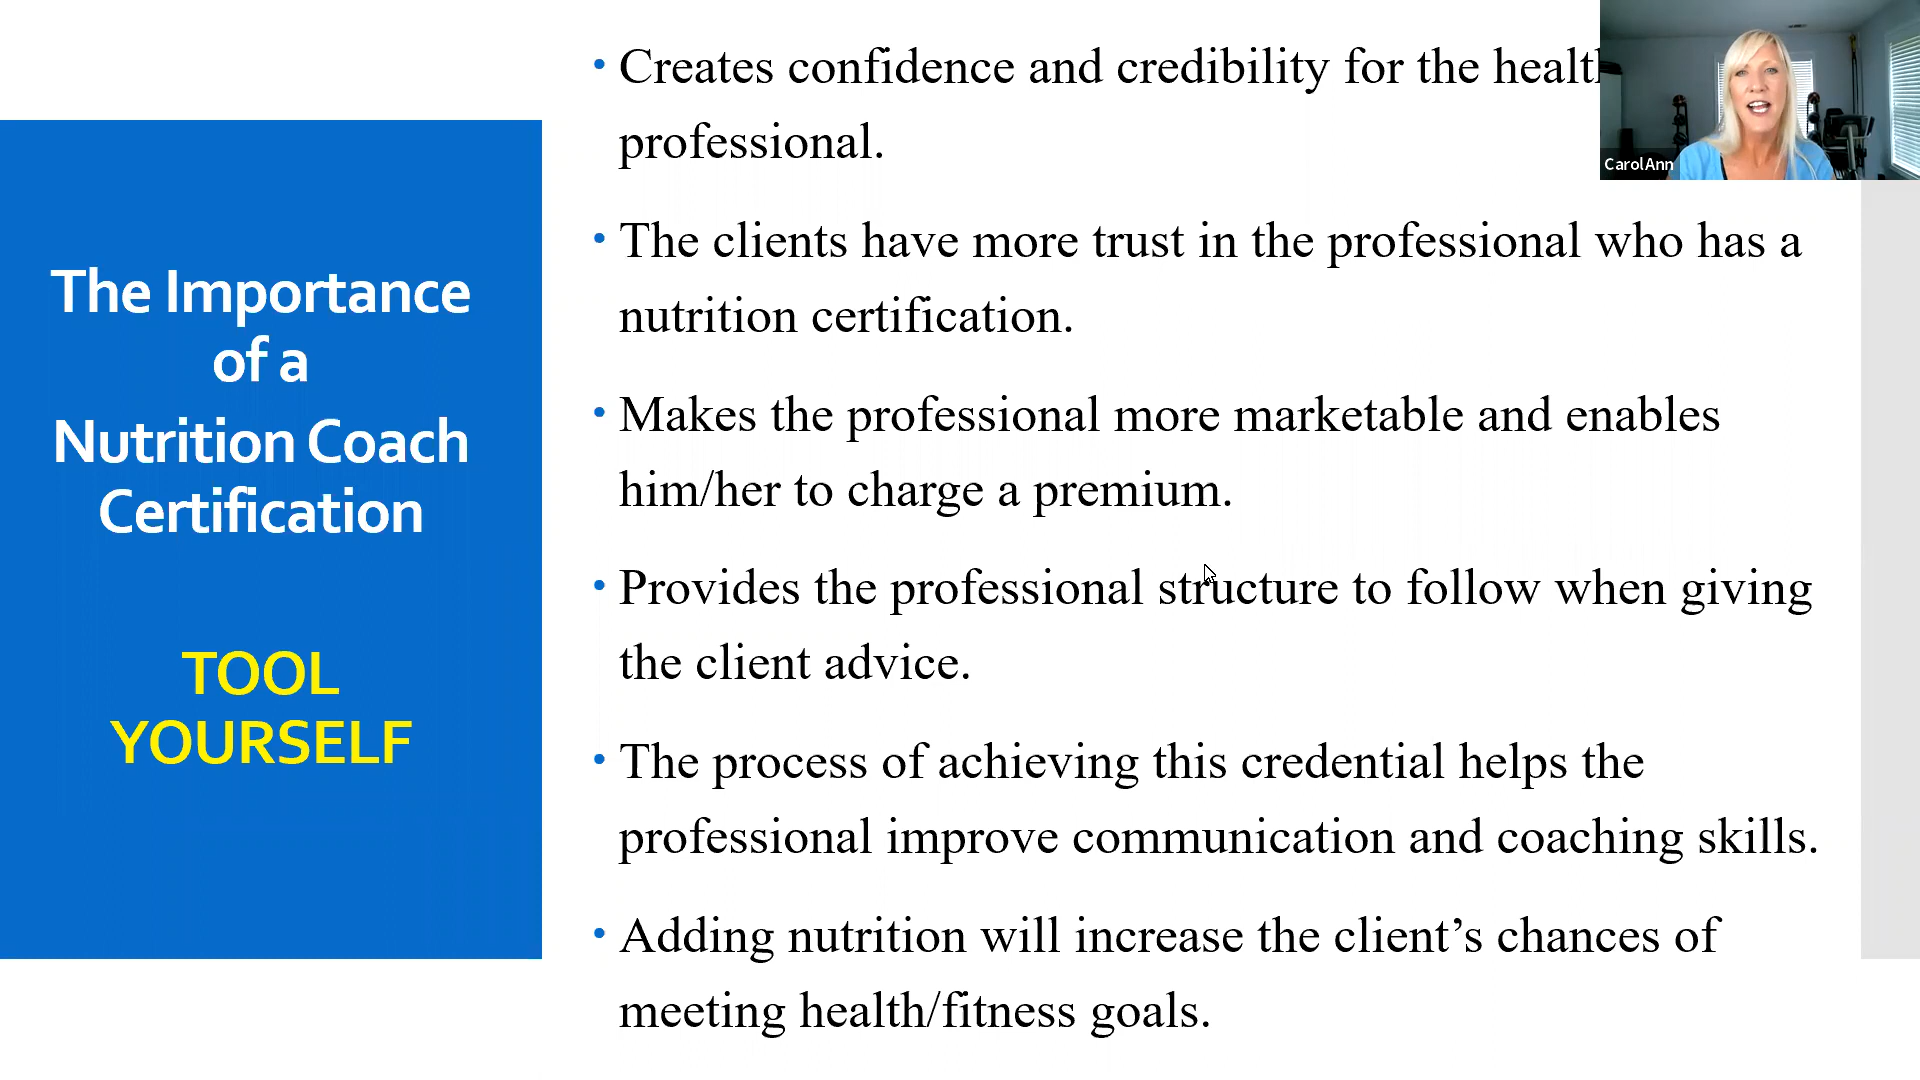 The Importance
of a
Nutrition Coach
Certification
TOOL
YOURSELF
• Creates confidence and credibility for the healt
professional.
• The clients have more trust in the professional who has a
nutrition certification.
• Makes the professional more marketable and enables
him/her to charge a premium.
• Provides the professional structure to follow when giving
the client advice.
• The process of achieving this credential helps the
professional improve communication and coaching skills.
• Adding nutrition will increase the client’s chances of
meeting health/fitness goals.
CarolAnn